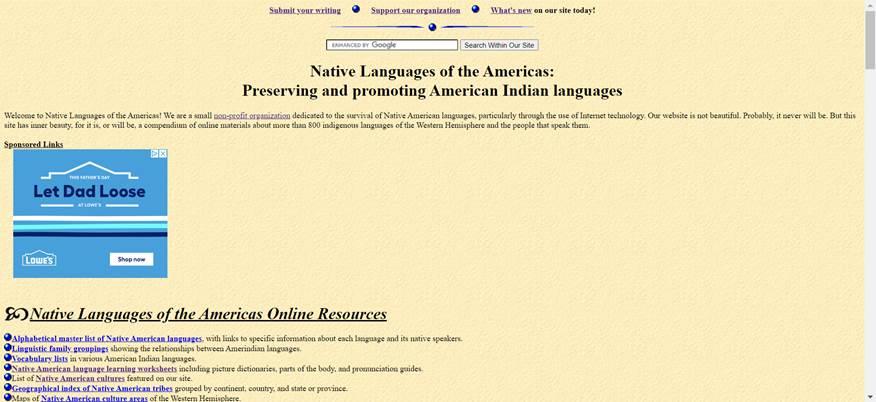 Submit your writing Support our organization What's new on our site today!
ENHANCED BY Google Search Within Our Site
Native Languages of the Americas:
Preserving and promoting American Indian languages
Welcome to Native Languages of the Americas! We are a small non-profit organization dedicated to the survival of Native American languages, particularly through the use of Internet technology. Our website is not beautiful. Probably, it never will be. But this
site has inner beauty, for it is, or will be, a compendium of online materials about more than 800 indigenous languages of the Western Hemisphere and the people that speak them.
Sponsored Links
THIS FATHER'S DAY
Let Dad Loose
AT LOWE'S
LOWE'S Shop now
Native Languages of the Americas Online Resources
Alphabetical master list of Native American languages, with links to specific information about each language and its native speakers.
Linguistic family groupings showing the relationships between Amerindian languages.
Vocabulary lists in various American Indian languages.
Native American language learning worksheets including picture dictionaries, parts of the body, and pronunciation guides.
List of Native American cultures featured on our site.
Geographical index of Native American tribes grouped by continent, country, and state or province.
Maps of Native American culture areas of the Western Hemisphere.